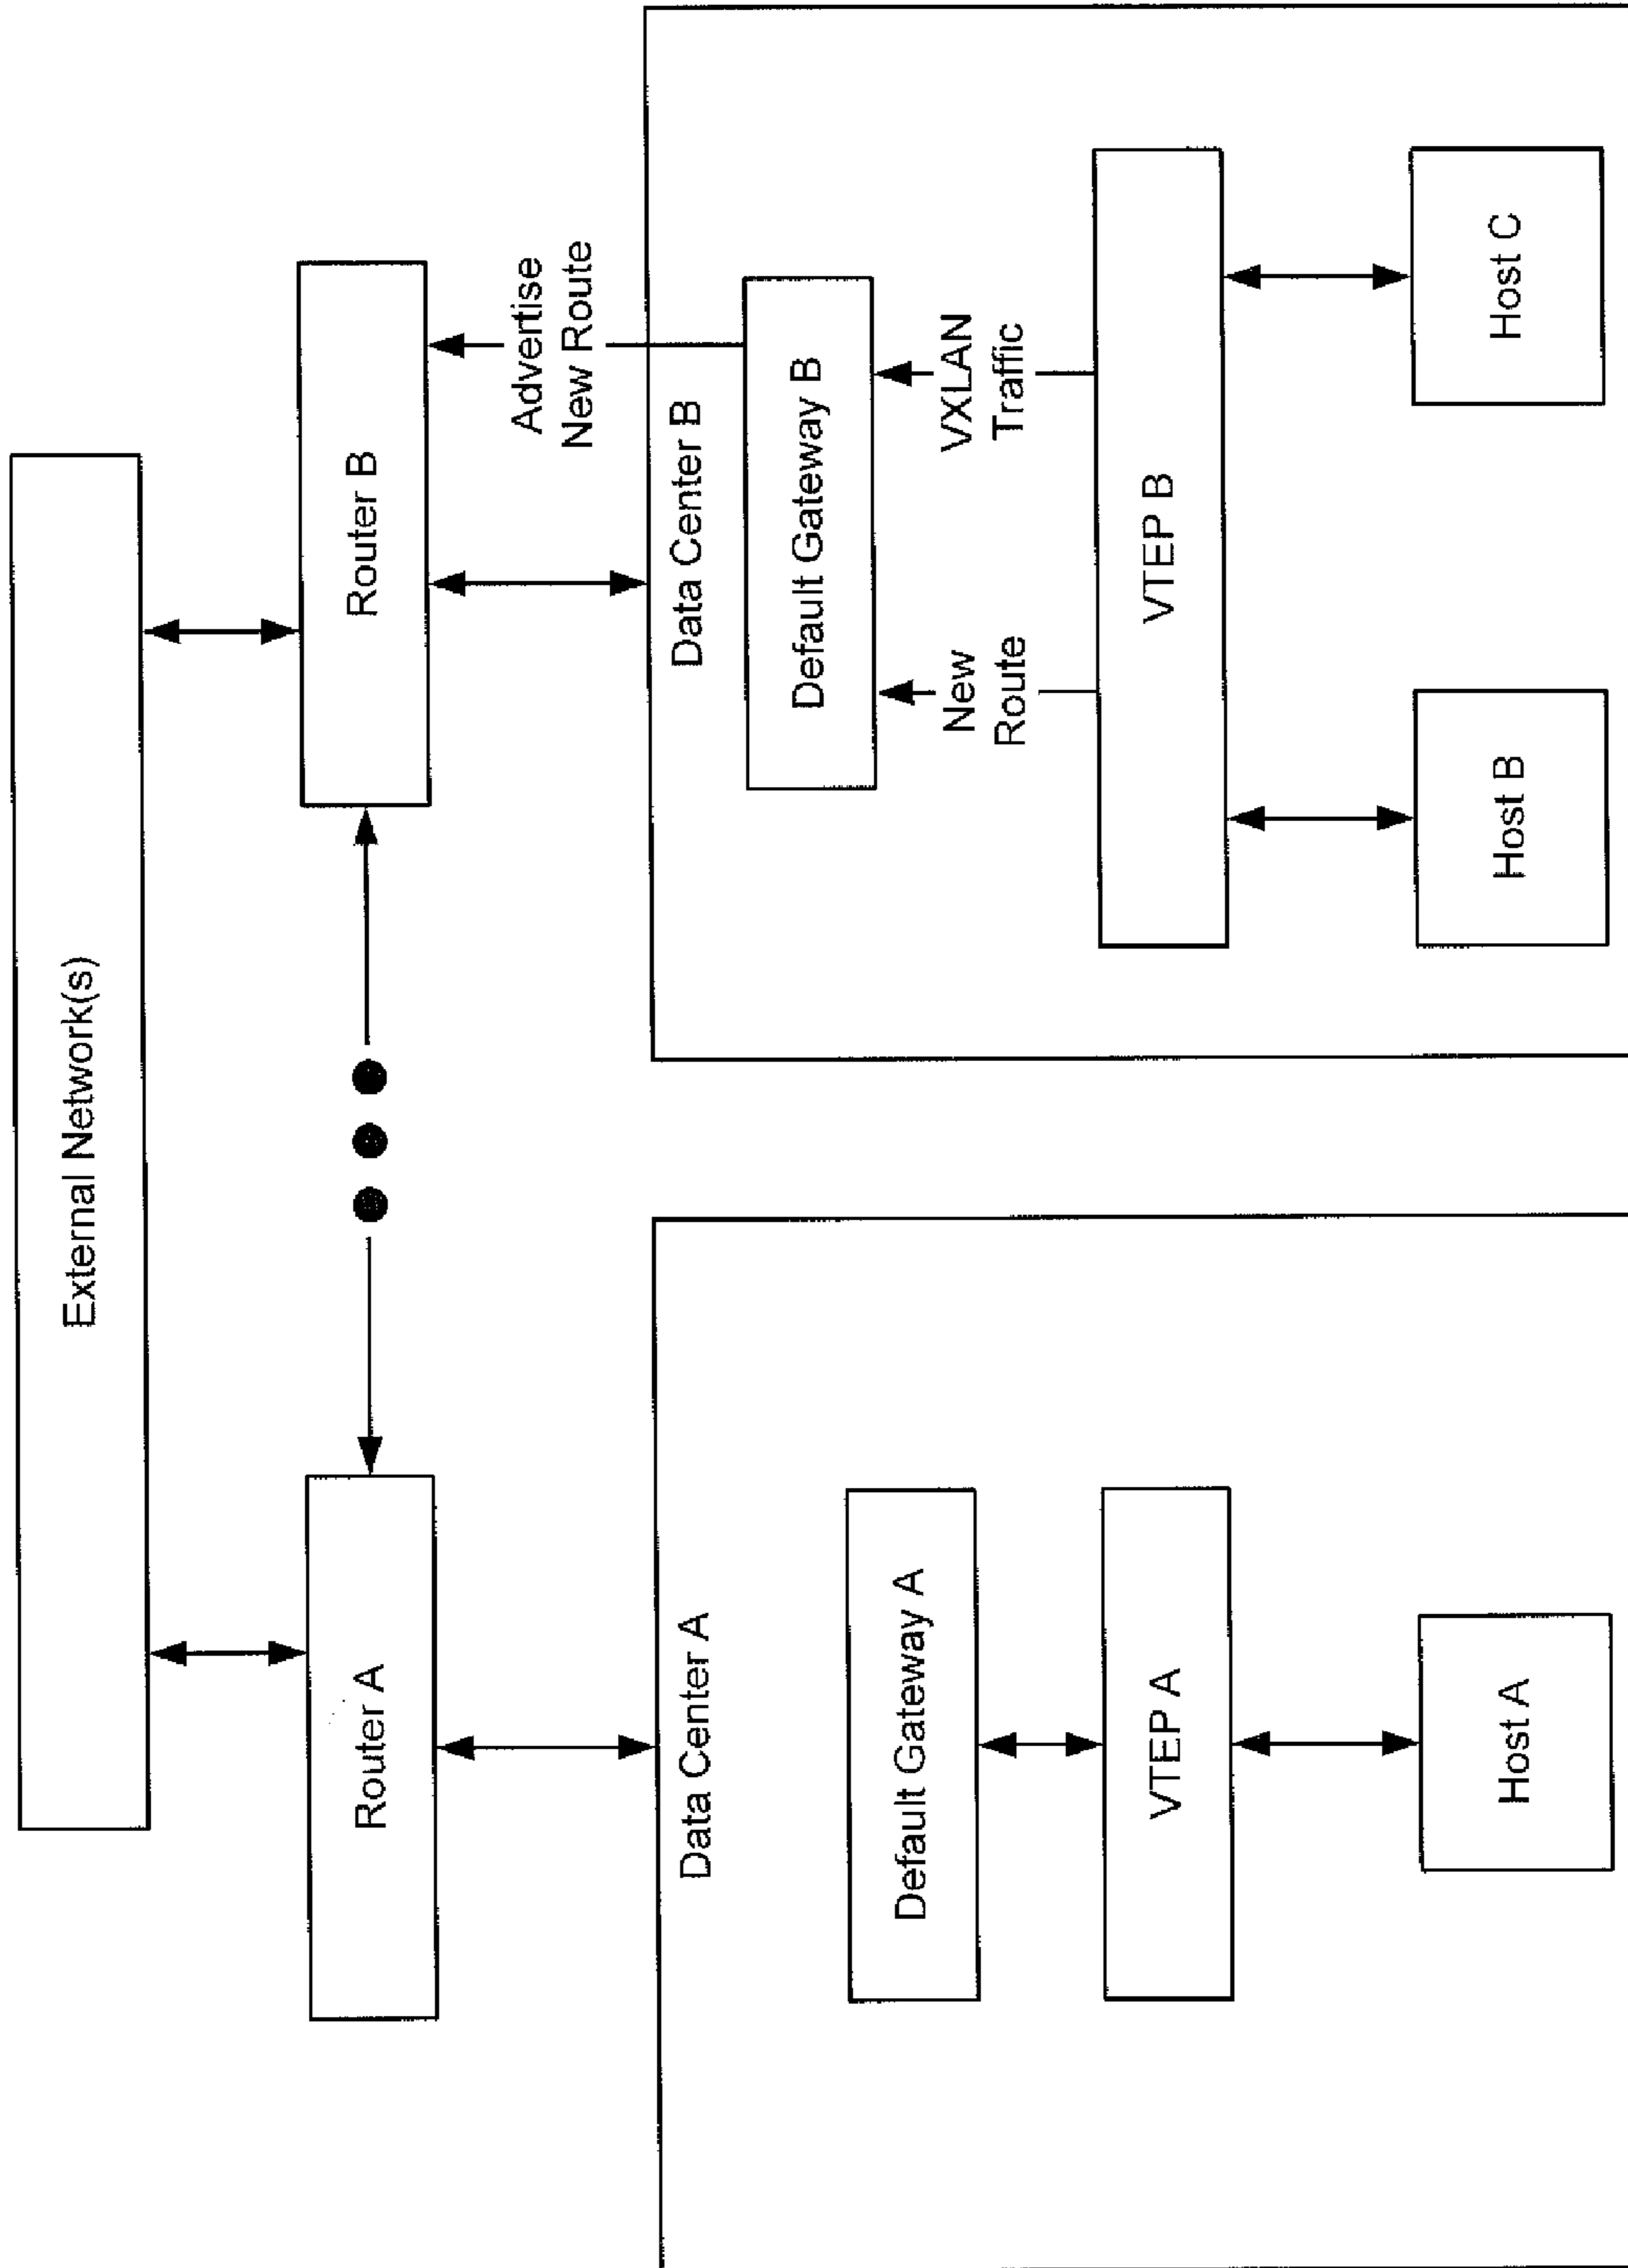 External Network(s)
Router A
Router B
Advertise
New Route
Data Center A
Data Center B
Default Gateway A
Default Gateway B
New
Route
VXLAN
Traffic
VTEP A
VTEP B
Host A
Host B
Host C